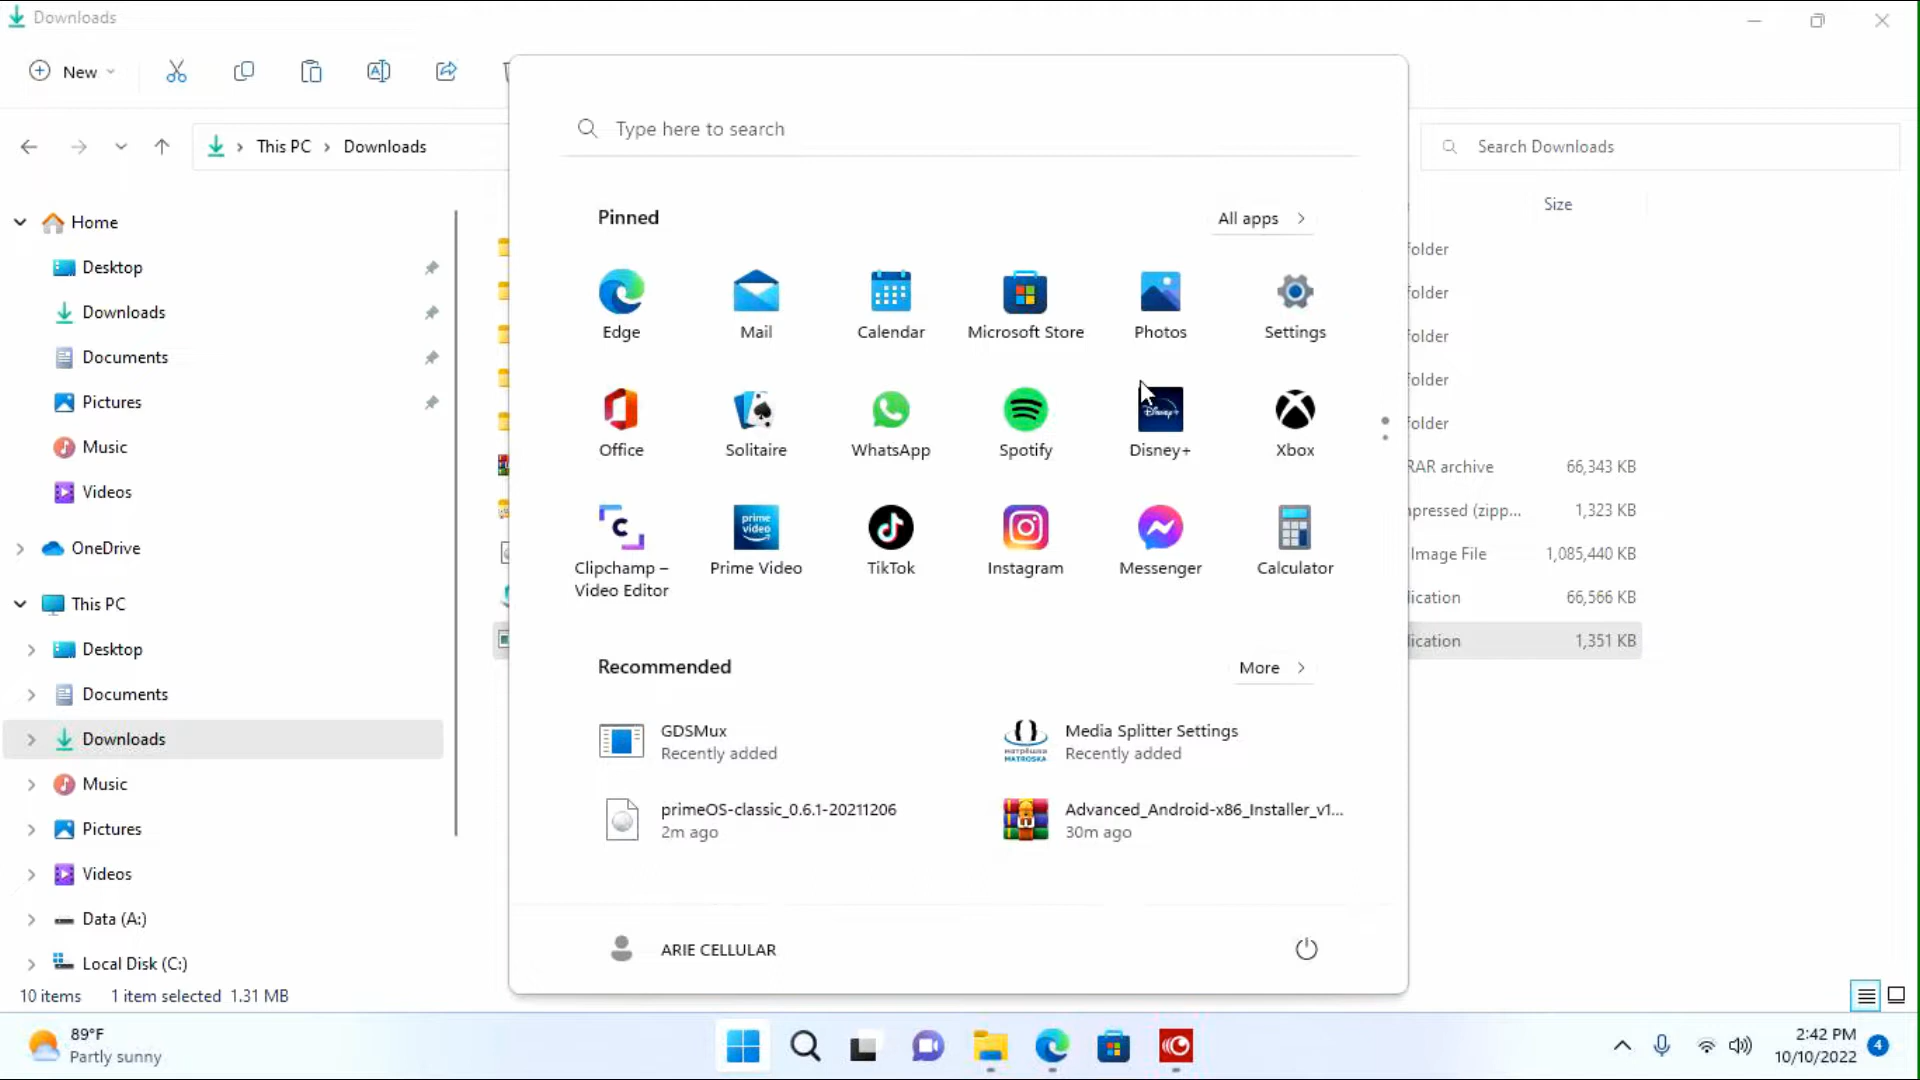 Downloads
New
This PC
Downloads
Search Downloads
Home
Desktop
Downloads
Documents
Pictures
Music
Videos
OneDrive
This PC
Desktop
Documents
Downloads
Music
Pictures
Videos
Data (A:)
Local Disk (C:)
10 items 1 item selected 1.31 MB
Type here to search
Pinned
All apps
Edge
Mail
Calendar
Microsoft Store
Photos
Settings
Office
Solitaire
WhatsApp
Spotify
Disney+
Disney+
Xbox
Clipchamp –
Video Editor
prime
video
Prime Video
TikTok
Instagram
Messenger
Calculator
Recommended
More
GDSMux
Recently added
матрёшка
MATROSKA
Media Splitter Settings
Recently added
primeOS-classic_0.6.1-20211206
2m ago
Advanced_Android-x86_Installer_v1...
30m ago
ARIE CELLULAR
Size
folder
folder
folder
folder
folder
RAR archive 66,343 KB
pressed (zipp... 1,323 KB
Image File 1,085,440 KB
lication 66,566 KB
lication 1,351 KB
89°F
Partly sunny
2:42 PM
10/10/2022
4